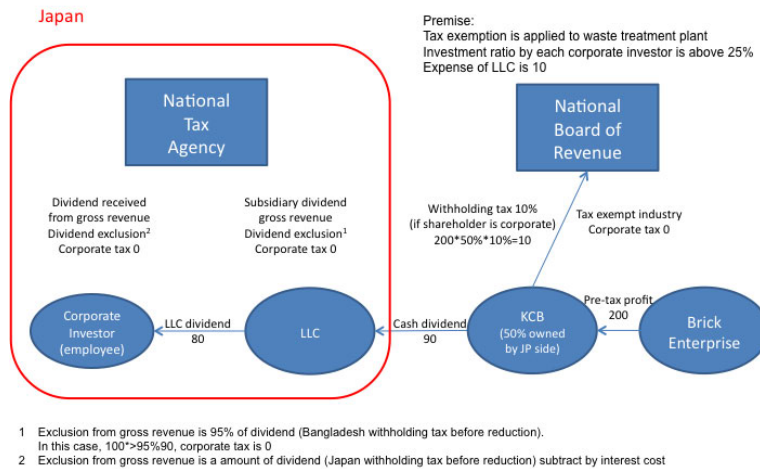 Japan
Premise:
Tax exemption is applied to waste treatment plant
Investment ratio by each corporate investor is above 25%
Expense of LLC is 10
National
Tax
Agency
National
Board of
Revenue
Dividend received
from gross revenue
Dividend exclusion2
Corporate tax 0
Subsidiary dividend
gross revenue
Dividend exclusion1
Corporate tax 0
Withholding tax 10%
(if shareholder is corporate)
200*50%*10%=10
Tax exempt industry
Corporate tax 0
Corporate
Investor
(employee)
LLC dividend
80
LLC
Cash dividend
90
KCB
(50% owned
by JP side)
Pre-tax profit
200
Brick
Enterprise
1 Exclusion from gross revenue is 95% of dividend (Bangladesh withholding tax before reduction).
In this case, 100*>95%90, corporate tax is 0
2 Exclusion from gross revenue is a amount of dividend (Japan withholding tax before reduction) subtract by interest cost